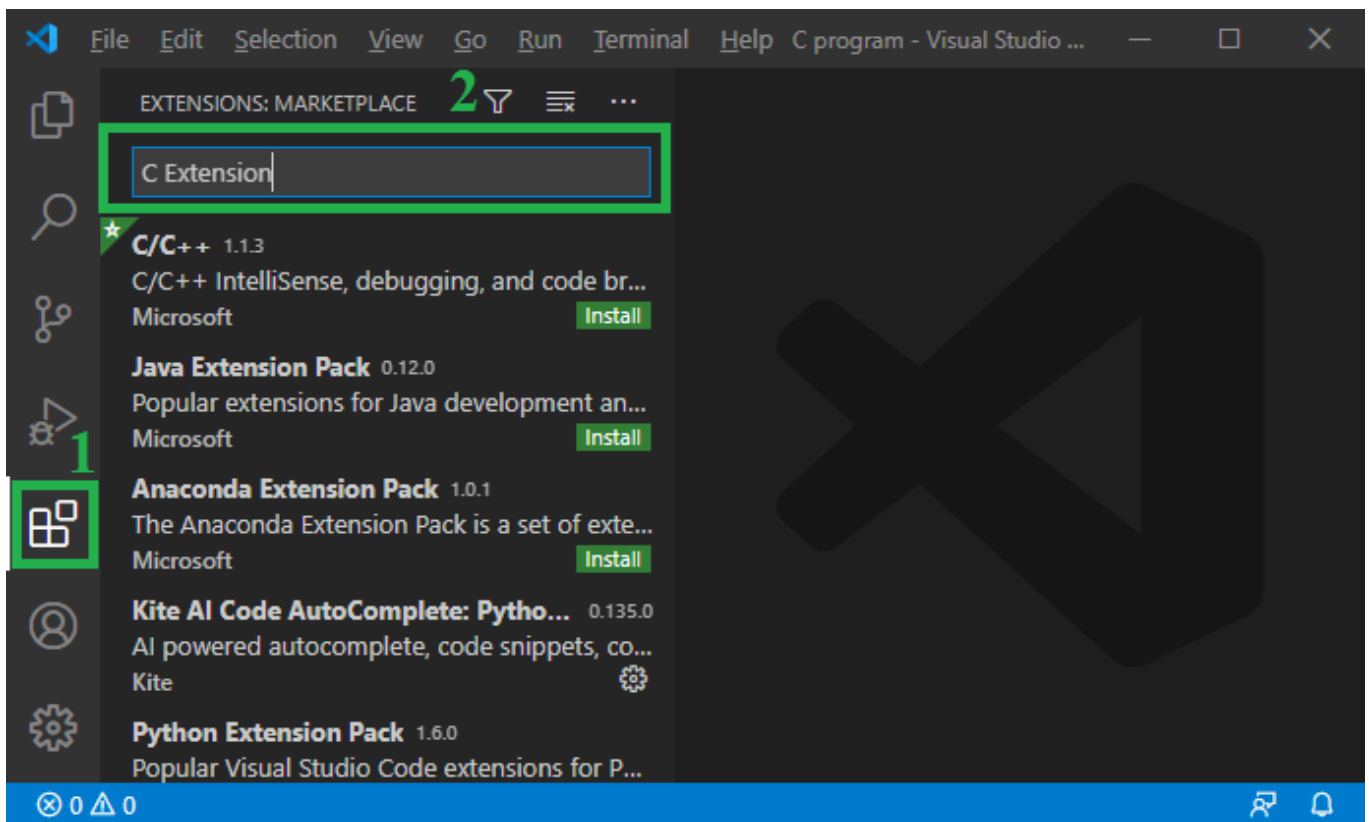 File Edit Selection View Go Run Terminal Help C program - Visual Studio ...
EXTENSIONS: MARKETPLACE 2
C Extension
C/C++ 1.1.3
C/C++ IntelliSense, debugging, and code br...
Microsoft Install
Java Extension Pack 0.12.0
Popular extensions for Java development an...
Microsoft Install
1
Anaconda Extension Pack 1.0.1
The Anaconda Extension Pack is a set of exte...
Microsoft Install
Kite AI Code AutoComplete: Pytho... 0.135.0
AI powered autocomplete, code snippets, co...
Kite
Python Extension Pack 1.6.0
Popular Visual Studio Code extensions for P...
0 0